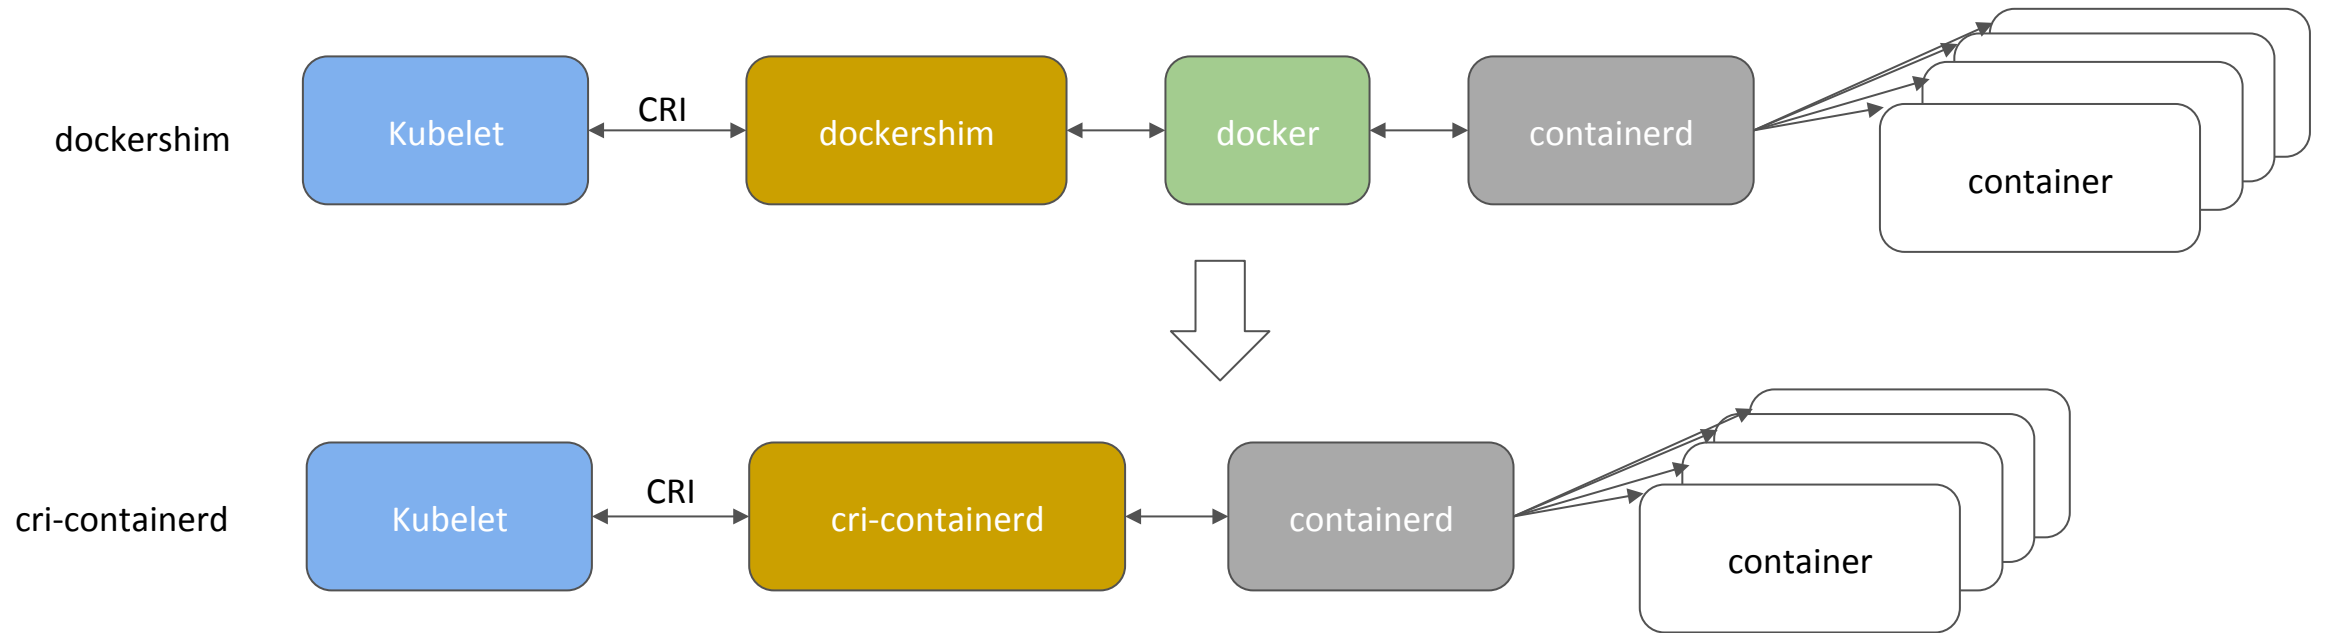 dockershim
Kubelet
CRI
dockershim
docker
containerd
container
cri-containerd
Kubelet
CRI
cri-containerd
containerd
container